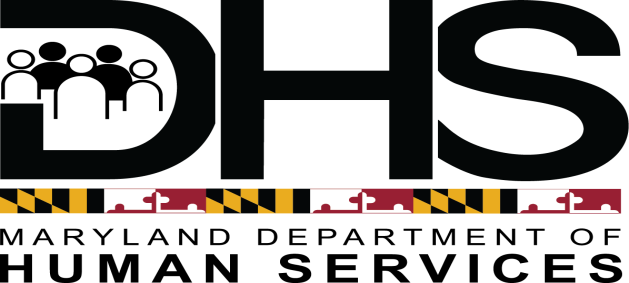 DHS
MARYLAND DEPARTMENT OF
HUMAN SERVICES